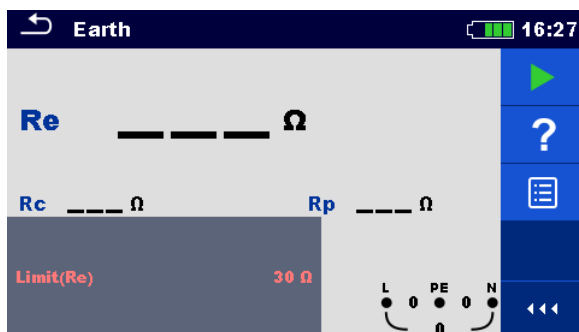 Earth 16:27
Re ___ Ω
?
Rc ___ Ω Rp ___ Ω
Limit(Re) 30 Ω
L PE N
0 0
0